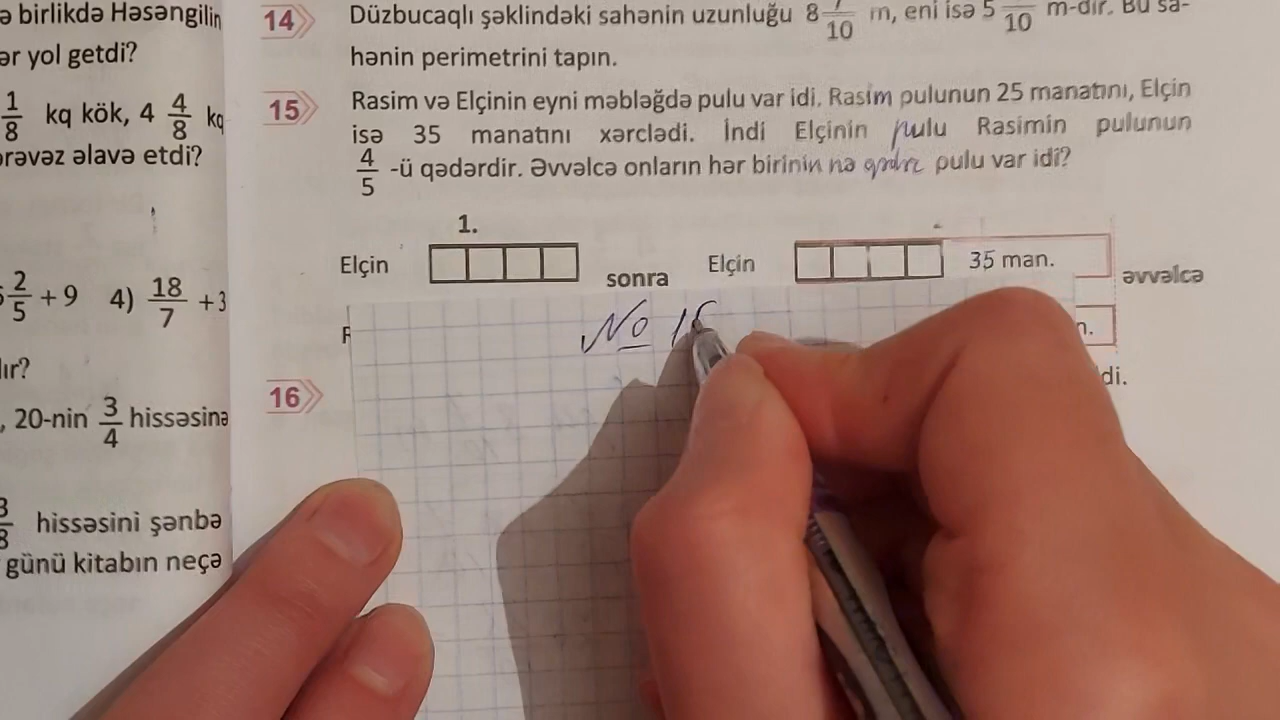 ə birlikdə Həsəngilin
ər yol getdi?
1/8 kq kök, 4 4/8 kq
ərəvəz əlavə etdi?
2/5 + 9 4) 18/7 + 3
lır?
, 20-nin 3/4 hissəsinə
3/8 hissəsini şənbə
günü kitabın neçə
14 Düzbucaqlı şəklindəki sahənin uzunluğu 8 7/10 m, eni isə 5 /10 m-dir. Bu sa-
hənin perimetrini tapın.
15 Rasim və Elçinin eyni məbləğdə pulu var idi. Rasim pulunun 25 manatını, Elçin
isə 35 manatını xərclədi. İndi Elçinin pulu Rasimin pulunun
4/5 -ü qədərdir. Əvvəlcə onların hər birinin nə qədər pulu var idi?
1.
Elçin sonra Elçin 35 man. əvvəlcə
n.
№ 15
16 di.